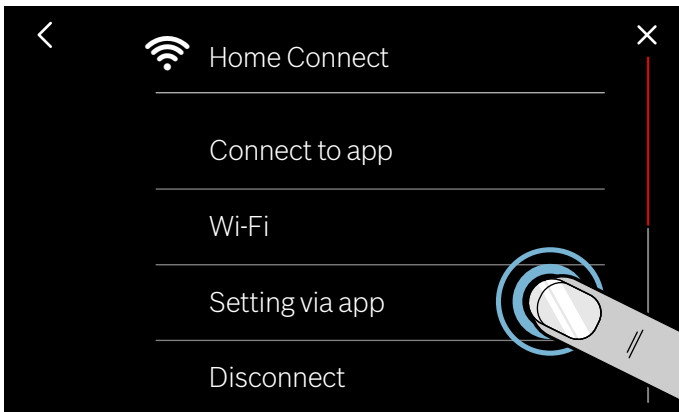 Home Connect
Connect to app
Wi-Fi
Setting via app
Disconnect